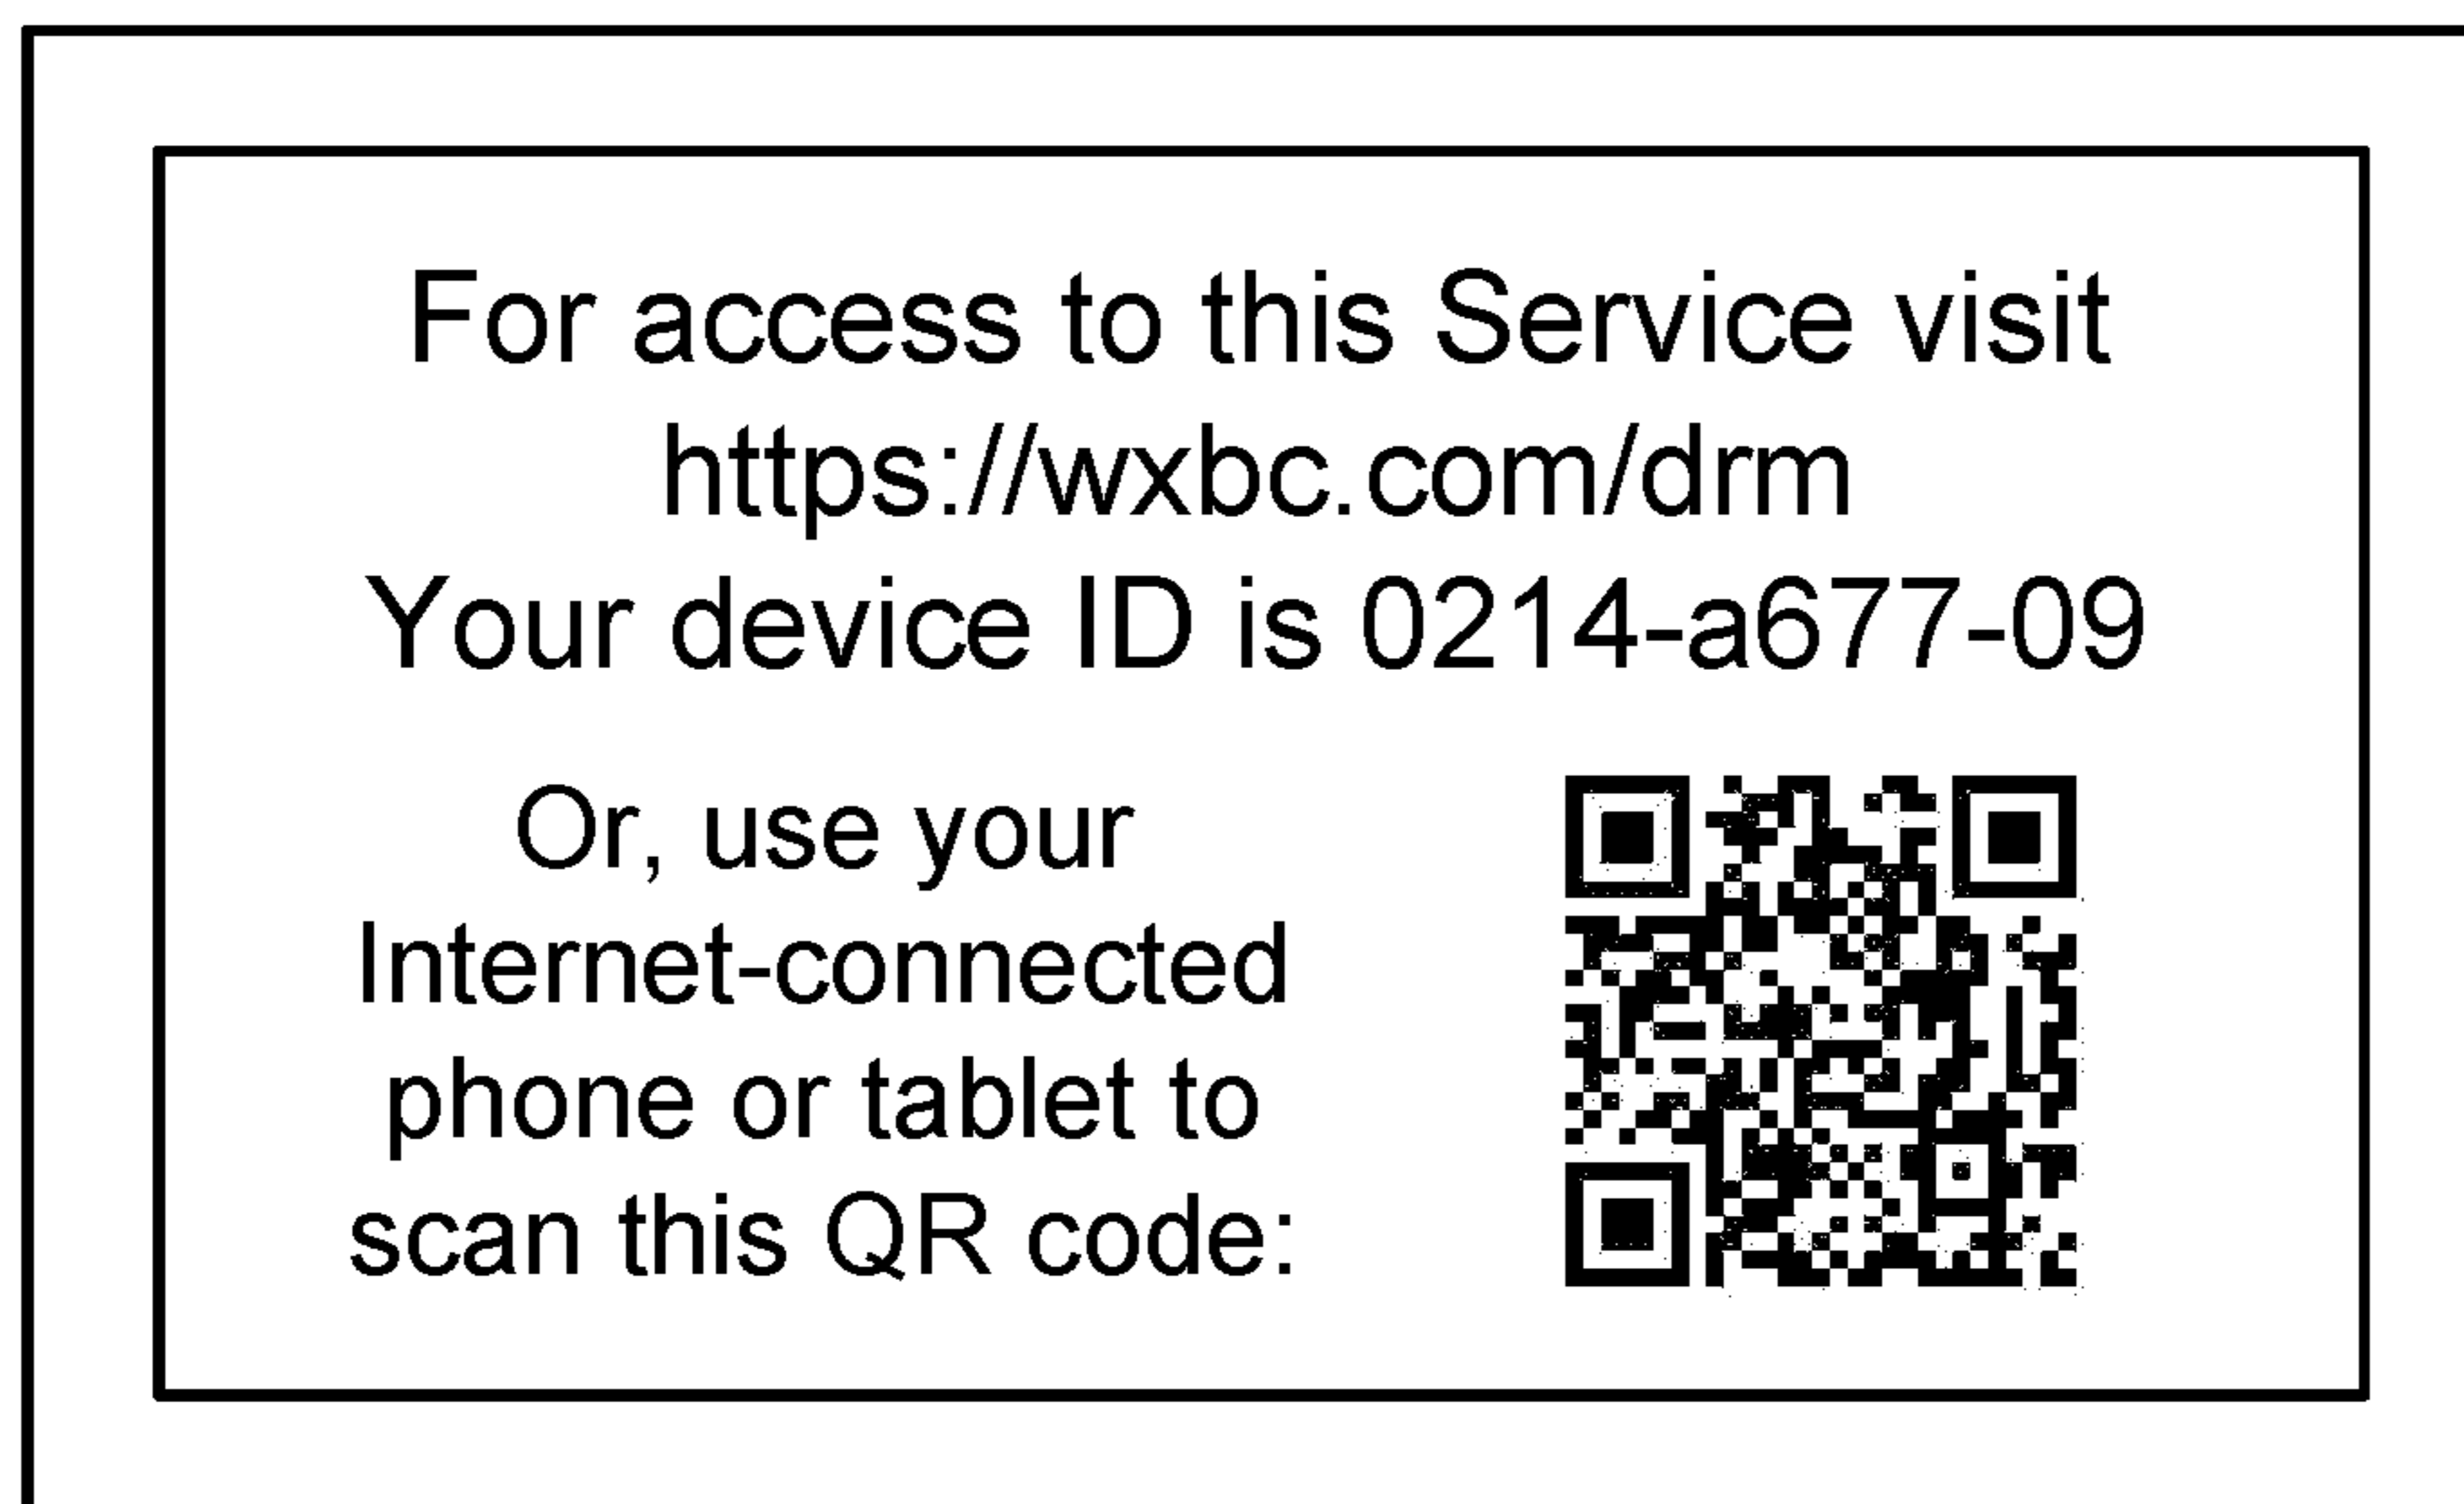 For access to this Service visit
https://wxbc.com/drm
Your device ID is 0214-a677-09
Or, use your
Internet-connected
phone or tablet to
scan this QR code: